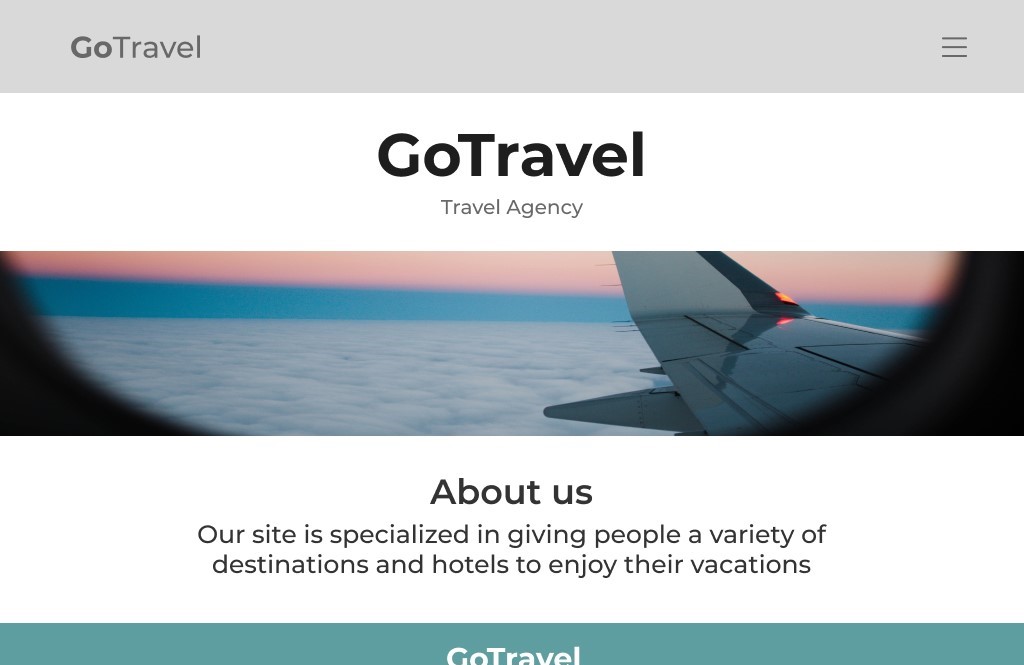 GoTravel
GoTravel
Travel Agency
About us
Our site is specialized in giving people a variety of
destinations and hotels to enjoy their vacations
GoTravel